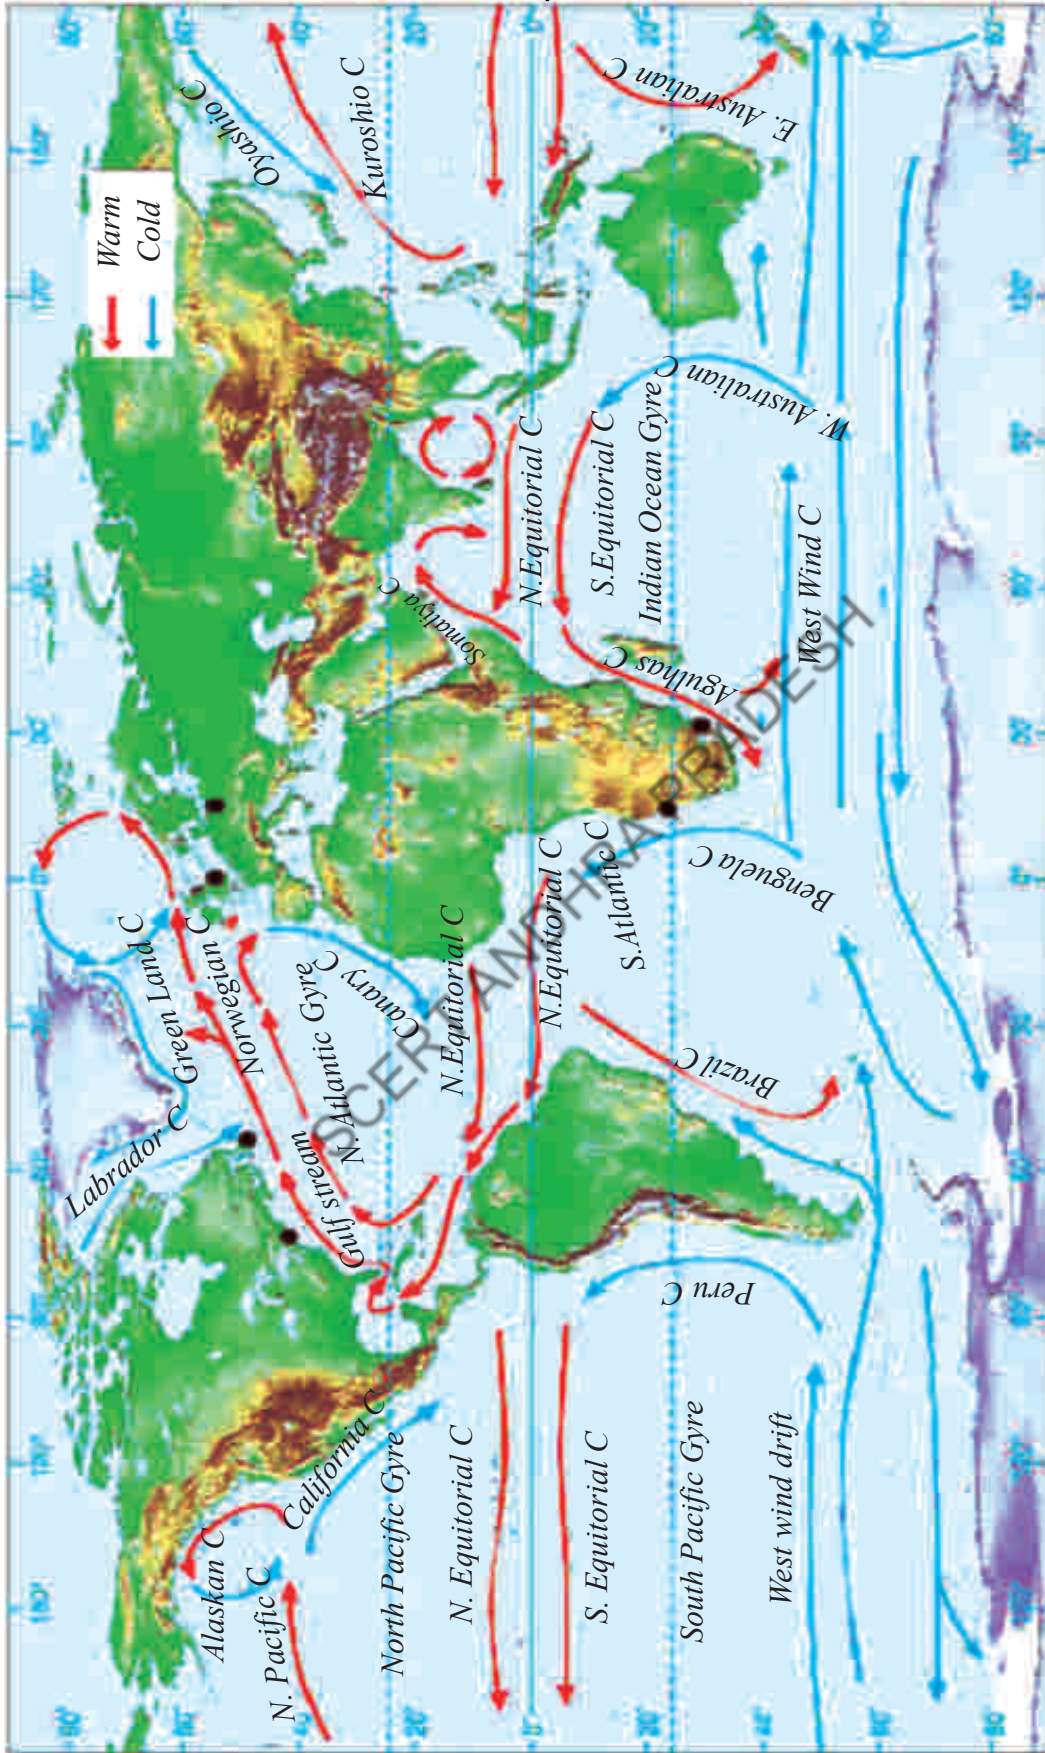 Warm
Cold
Oyashio C
Kuroshio C
E. Australian C
W. Australian C
N.Equitorial C
S.Equitorial C
Indian Ocean Gyre
Somaliya C
Agulhas C
West Wind C
Benguela C
S.Atlantic C
N.Equitorial C
N.Equitorial C
Canary C
N. Atlantic Gyre
Norwegian C
Green Land C
Labrador C
Gulf stream
Brazil C
Peru C
California C
Alaskan C
N. Pacific C
North Pacific Gyre
N. Equitorial C
S. Equitorial C
South Pacific Gyre
West wind drift
SCERT ANDHRA PRADESH